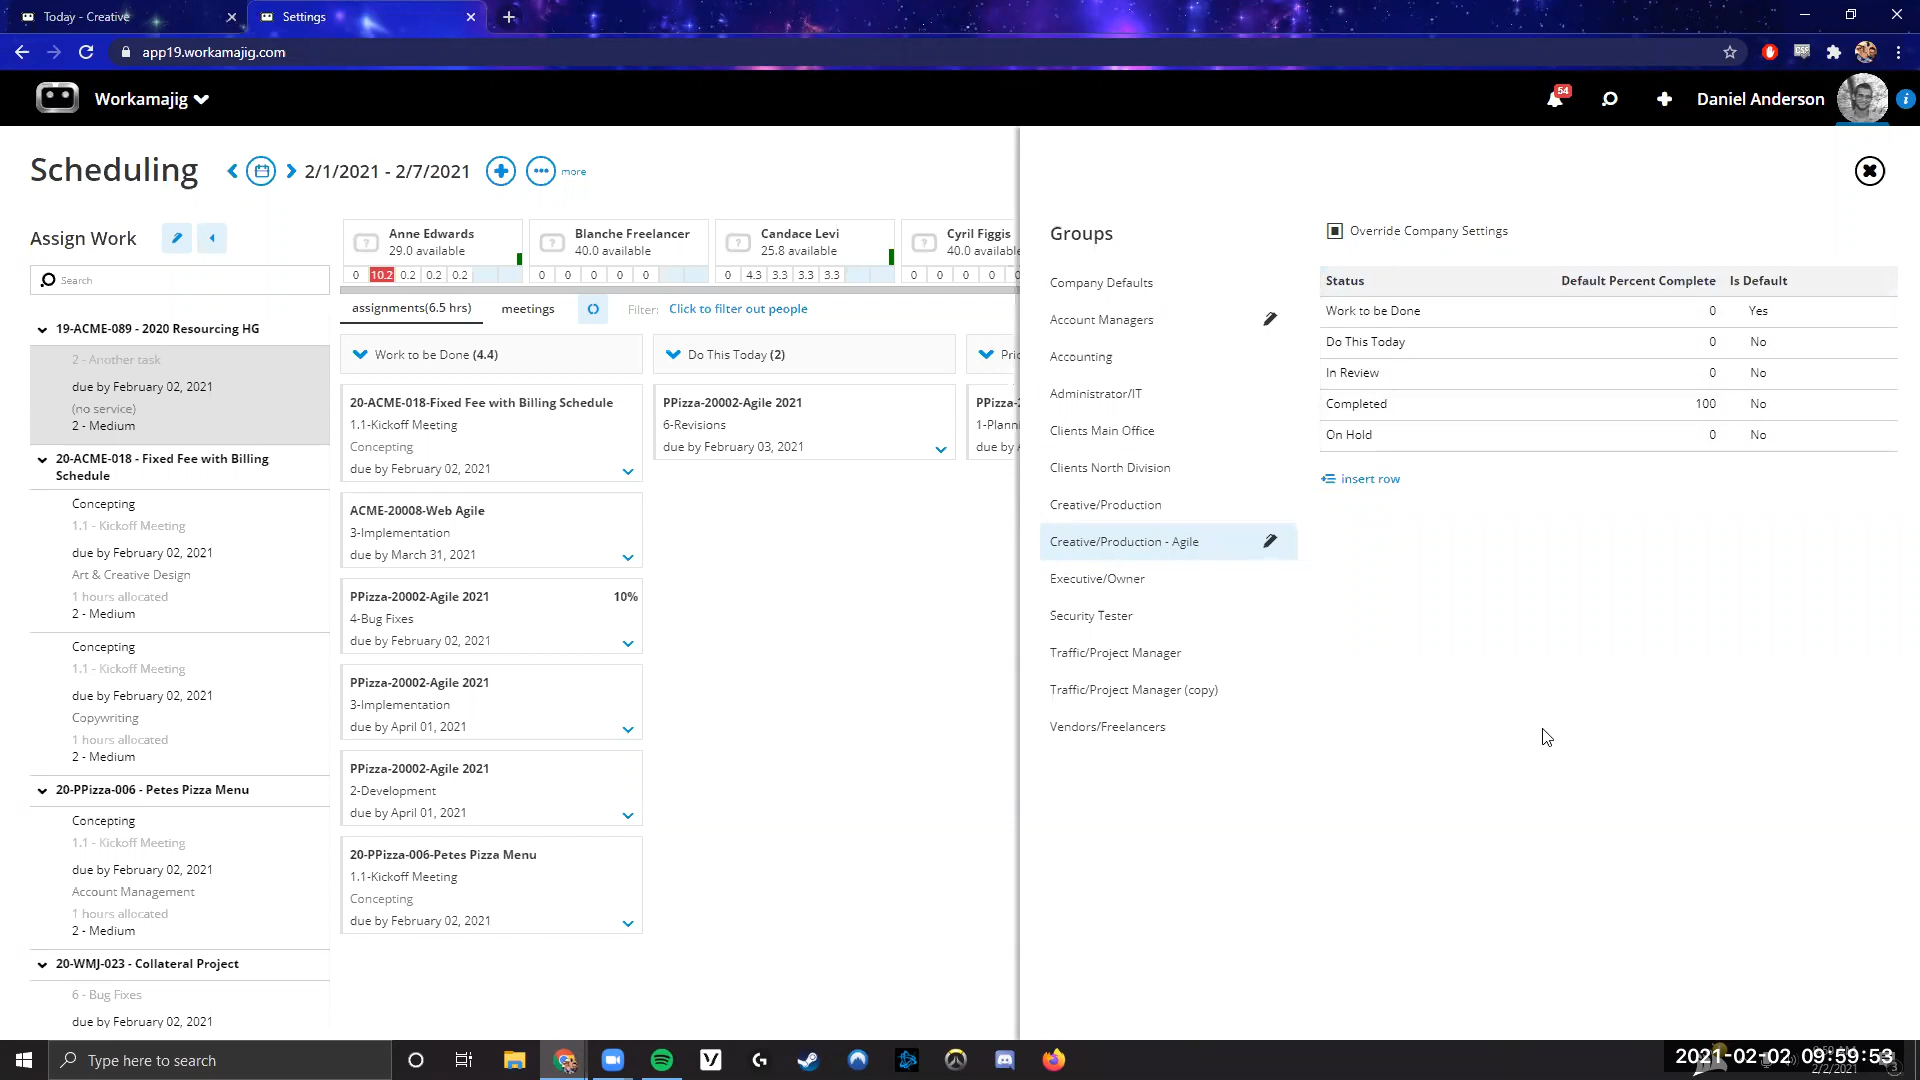 Today - Creative
Settings
app19.workamajig.com
Workamajig
54
Daniel Anderson
Scheduling
2/1/2021 - 2/7/2021
more
Assign Work
Search
19-ACME-089 - 2020 Resourcing HG
2 - Another task
due by February 02, 2021
(no service)
2 - Medium
20-ACME-018 - Fixed Fee with Billing
Schedule
Concepting
1.1 - Kickoff Meeting
due by February 02, 2021
Art & Creative Design
1 hours allocated
2 - Medium
Concepting
1.1 - Kickoff Meeting
due by February 02, 2021
Copywriting
1 hours allocated
2 - Medium
20-PPizza-006 - Petes Pizza Menu
Concepting
1.1 - Kickoff Meeting
due by February 02, 2021
Account Management
1 hours allocated
2 - Medium
20-WMJ-023 - Collateral Project
6 - Bug Fixes
due by February 02, 2021
Anne Edwards
29.0 available
0 10.2 0.2 0.2 0.2
Blanche Freelancer
40.0 available
0 0 0 0 0
Candace Levi
25.8 available
0 4.3 3.3 3.3 3.3
Cyril Figgis
40.0 available
0 0 0 0
assignments(6.5 hrs)
meetings
Filter: Click to filter out people
Work to be Done (4.4)
20-ACME-018-Fixed Fee with Billing Schedule
1.1-Kickoff Meeting
Concepting
due by February 02, 2021
ACME-20008-Web Agile
3-Implementation
due by March 31, 2021
PPizza-20002-Agile 2021 10%
4-Bug Fixes
due by February 02, 2021
PPizza-20002-Agile 2021
3-Implementation
due by April 01, 2021
PPizza-20002-Agile 2021
2-Development
due by April 01, 2021
20-PPizza-006-Petes Pizza Menu
1.1-Kickoff Meeting
Concepting
due by February 02, 2021
Do This Today (2)
PPizza-20002-Agile 2021
6-Revisions
due by February 03, 2021
Groups
Company Defaults
Account Managers
Accounting
Administrator/IT
Clients Main Office
Clients North Division
Creative/Production
Creative/Production - Agile
Executive/Owner
Security Tester
Traffic/Project Manager
Traffic/Project Manager (copy)
Vendors/Freelancers
Override Company Settings
Status Default Percent Complete Is Default
Work to be Done 0 Yes
Do This Today 0 No
In Review 0 No
Completed 100 No
On Hold 0 No
insert row
Type here to search
2021-02-02 09:59:53
2/2/2021